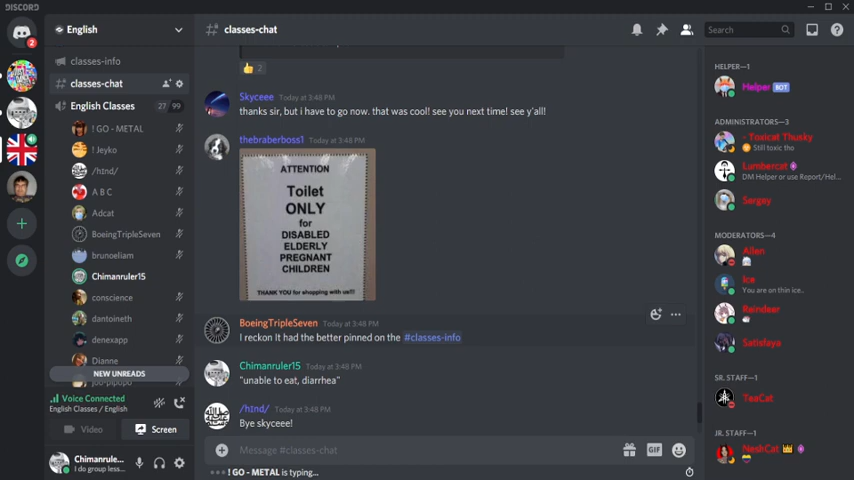 DISCORD
2
English
classes-info
classes-chat
English Classes 27 99
! GO - METAL
! Jeyko
/hInd/
A B C
Adcat
BoeingTripleSeven
brunoeliam
Chimanruler15
conscience
dantoineth
denexapp
Dianne
NEW UNREADS
Voice Connected
English Classes / English
Video
Screen
Chimanrule...
I do group less...
classes-chat
Search
2
Skyceee Today at 3:48 PM
thanks sir, but i have to go now. that was cool! see you next time! see y'all!
thebraberboss1 Today at 3:48 PM
ATTENTION
Toilet
ONLY
for
DISABLED
ELDERLY
PREGNANT
CHILDREN
THANK YOU for shopping with us!!!
BoeingTripleSeven Today at 3:48 PM
I reckon It had the better pinned on the #classes-info
Chimanruler15 Today at 3:48 PM
"unable to eat, diarrhea"
/hInd/ Today at 3:48 PM
Bye skyceee!
Message #classes-chat
GIF
! GO - METAL is typing...
HELPER—1
Helper BOT
ADMINISTRATORS—3
- Toxicat Thusky
Still toxic tho
Lumbercat
DM Helper or use Report/Hel...
Sergey
MODERATORS—4
Allen
Ice
You are on thin ice..
Reindeer
Satisfaya
SR. STAFF—1
TeaCat
JR. STAFF—1
NeshCat